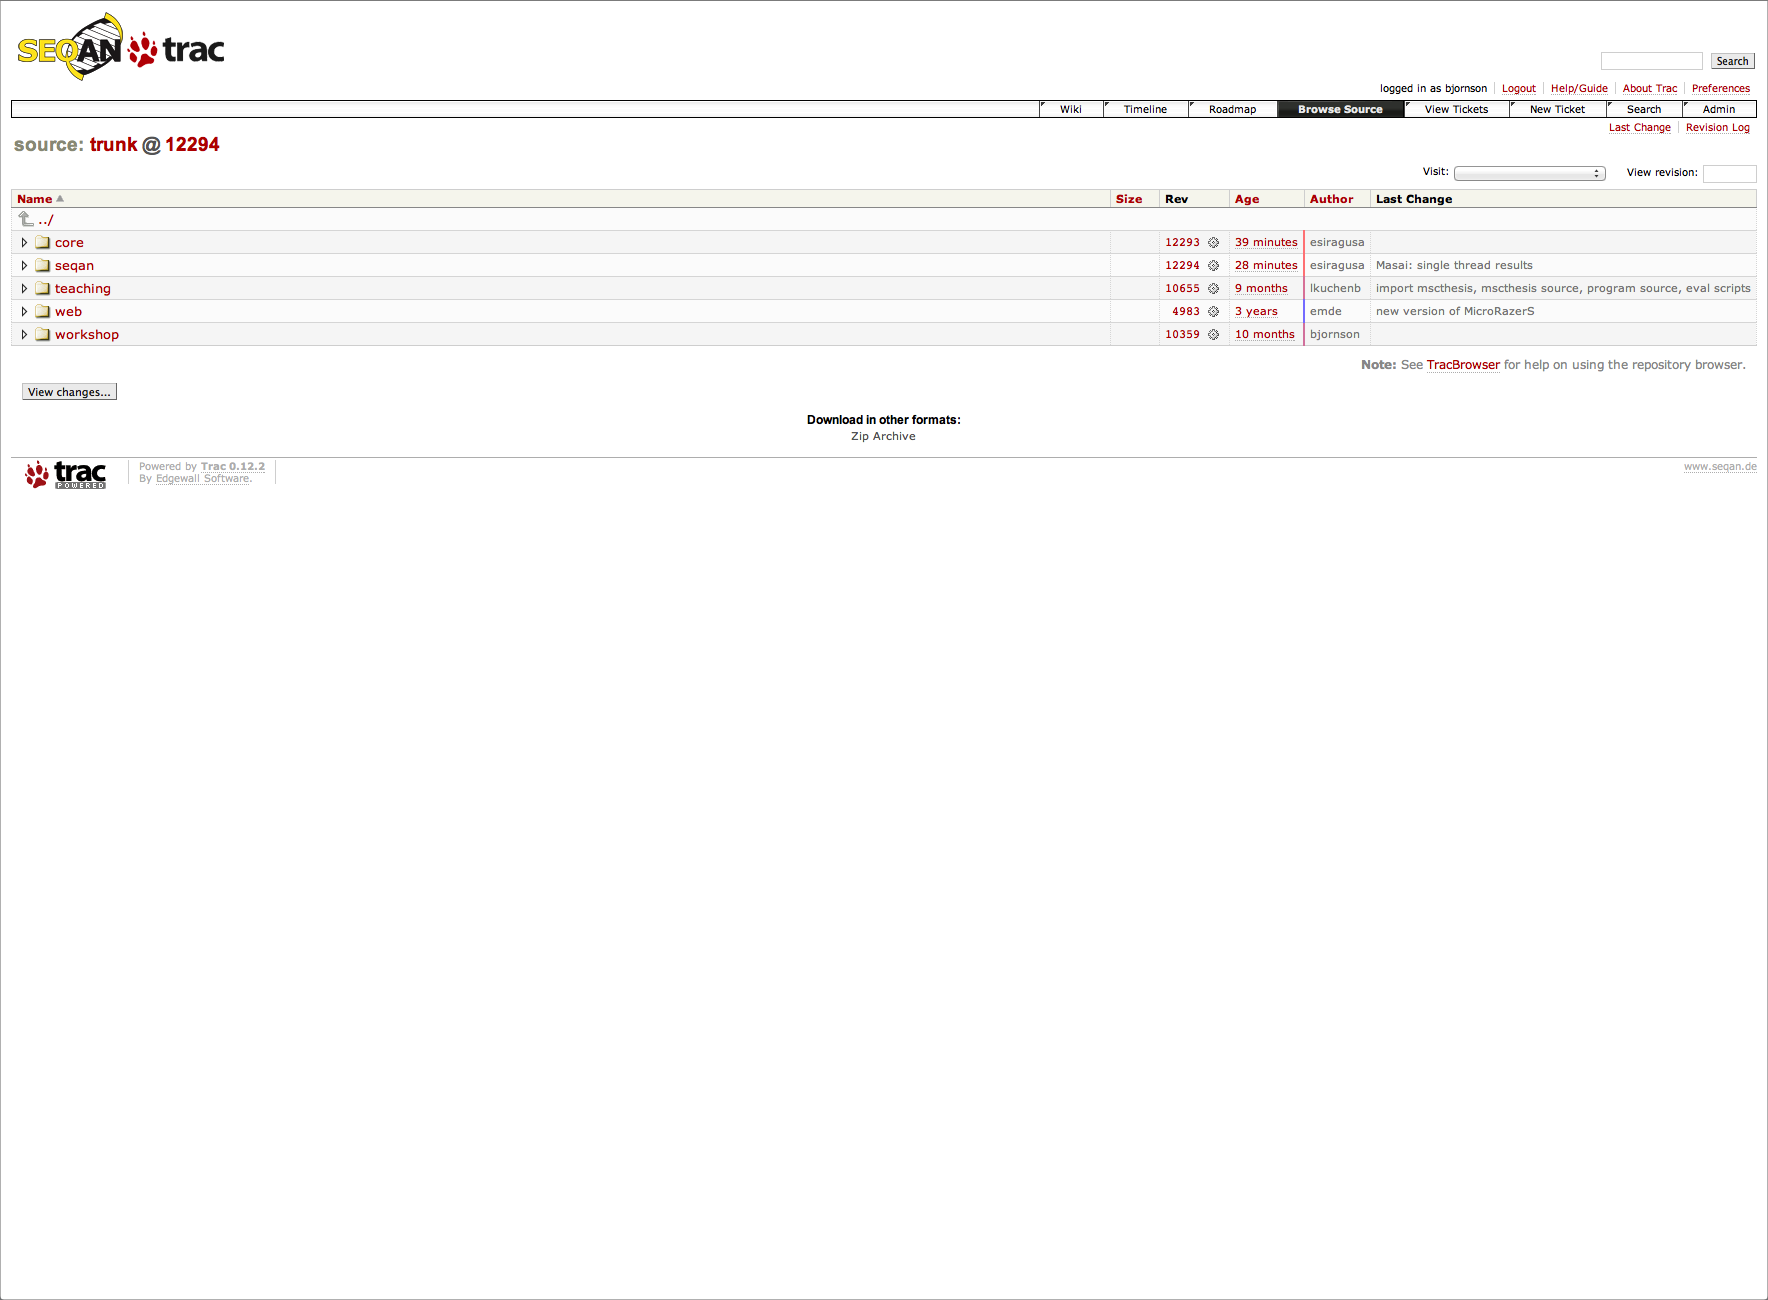 SEQAN trac
Search
logged in as bjornson Logout Help/Guide About Trac Preferences
Wiki Timeline Roadmap Browse Source View Tickets New Ticket Search Admin
Last Change Revision Log
source: trunk @ 12294
Visit: View revision:
Name Size Rev Age Author Last Change
../
core 12293 39 minutes esiragusa
seqan 12294 28 minutes esiragusa Masai: single thread results
teaching 10655 9 months lkuchenb import mscthesis, mscthesis source, program source, eval scripts
web 4983 3 years emde new version of MicroRazerS
workshop 10359 10 months bjornson
Note: See TracBrowser for help on using the repository browser.
View changes...
Download in other formats:
Zip Archive
trac POWERED
Powered by Trac 0.12.2
By Edgewall Software.
www.seqan.de